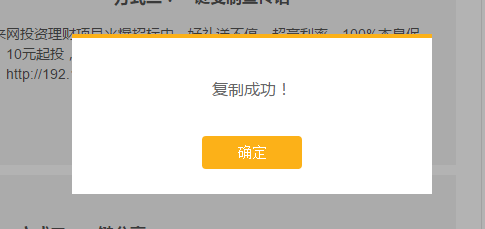 来网投资理财项目火爆招标中，好礼送不停，超高利率，100%本息保
10元起投，
http://192.
复制成功！
确定